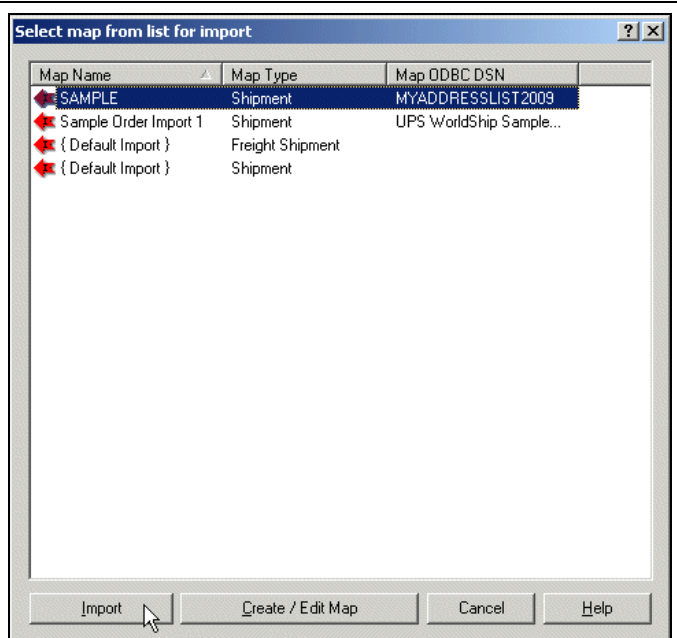 Select map from list for import
Map Name Map Type Map ODBC DSN
SAMPLE Shipment MYADDRESSLIST2009
Sample Order Import 1 Shipment UPS WorldShip Sample...
{ Default Import } Freight Shipment
{ Default Import } Shipment
Import Create / Edit Map Cancel Help